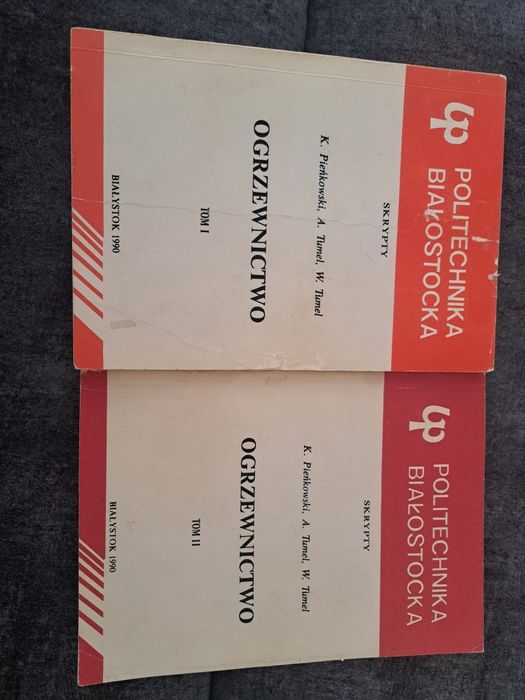 POLITECHNIKA
BIAŁOSTOCKA
SKRYPTY
K. Pieńkowski, A. Tumel, W. Tumel
OGRZEWNICTWO
TOM I
BIAŁYSTOK 1990
POLITECHNIKA
BIAŁOSTOCKA
SKRYPTY
K. Pieńkowski, A. Tumel, W. Tumel
OGRZEWNICTWO
TOM II
BIAŁYSTOK 1990